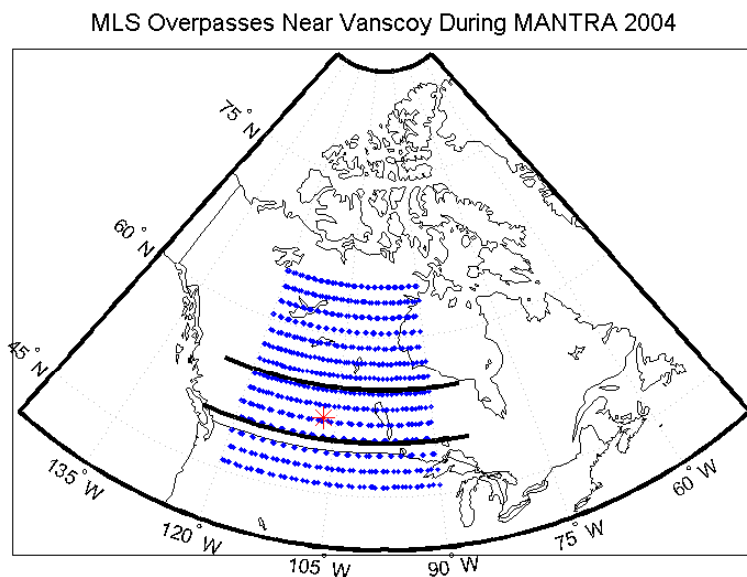 MLS Overpasses Near Vanscoy During MANTRA 2004
75° N
60° N
45° N
135° W
120° W
105° W
90° W
75° W
60° W